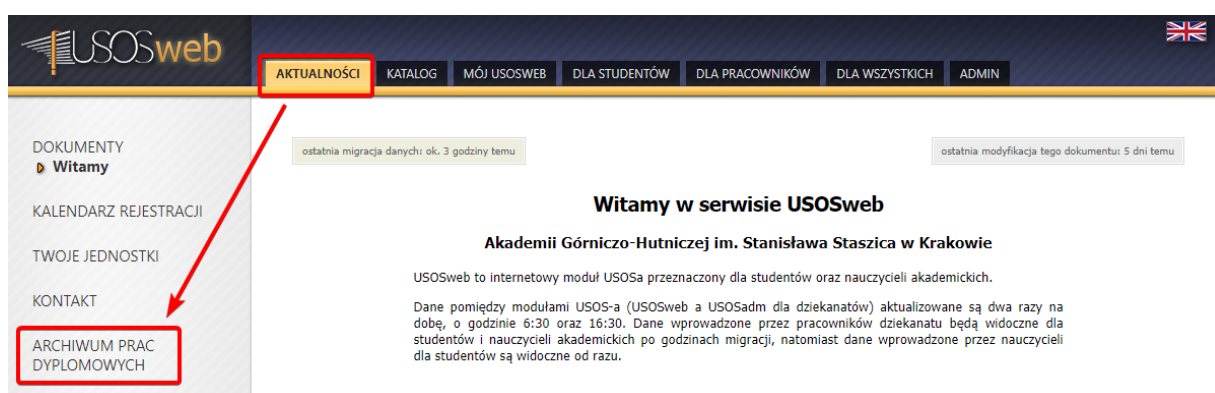 USOSweb
AKTUALNOŚCI KATALOG MÓJ USOSWEB DLA STUDENTÓW DLA PRACOWNIKÓW DLA WSZYSTKICH ADMIN
DOKUMENTY
Witamy
KALENDARZ REJESTRACJI
TWOJE JEDNOSTKI
KONTAKT
ARCHIWUM PRAC
DYPLOMOWYCH
ostatnia migracja danych: ok. 3 godziny temu
ostatnia modyfikacja tego dokumentu: 5 dni temu
Witamy w serwisie USOSweb
Akademii Górniczo-Hutniczej im. Stanisława Staszica w Krakowie
USOSweb to internetowy moduł USOSa przeznaczony dla studentów oraz nauczycieli akademickich.
Dane pomiędzy modułami USOS-a (USOSweb a USOSadm dla dziekanatów) aktualizowane są dwa razy na
dobę, o godzinie 6:30 oraz 16:30. Dane wprowadzone przez pracowników dziekanatu będą widoczne dla
studentów i nauczycieli akademickich po godzinach migracji, natomiast dane wprowadzone przez nauczycieli
dla studentów są widoczne od razu.